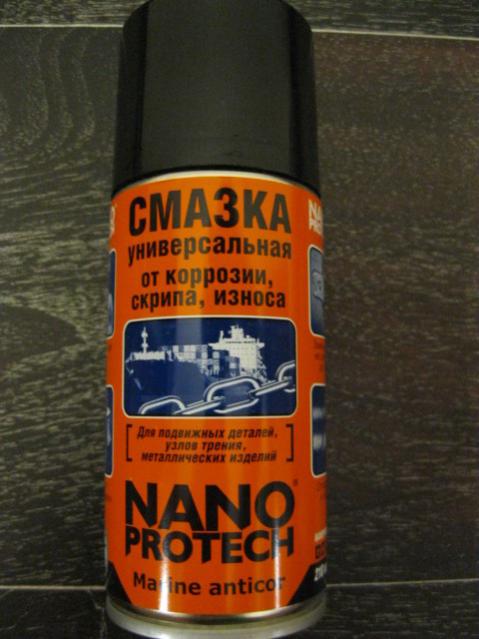 СМАЗКА
универсальная
от коррозии,
скрипа, износа
Для подвижных деталей,
узлов трения,
металлических изделий
NANO
PROTECH®
Marine anticor